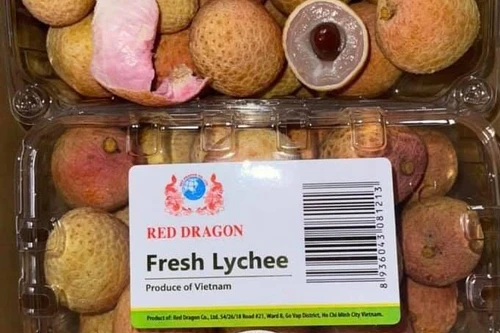 RED DRAGON
Fresh Lychee
Produce of Vietnam
8936043081213
Product of: Red Dragon Co., Ltd. 54/26/18 Road #21, Ward 8, Go Vap District, Ho Chi Minh City Vietnam.